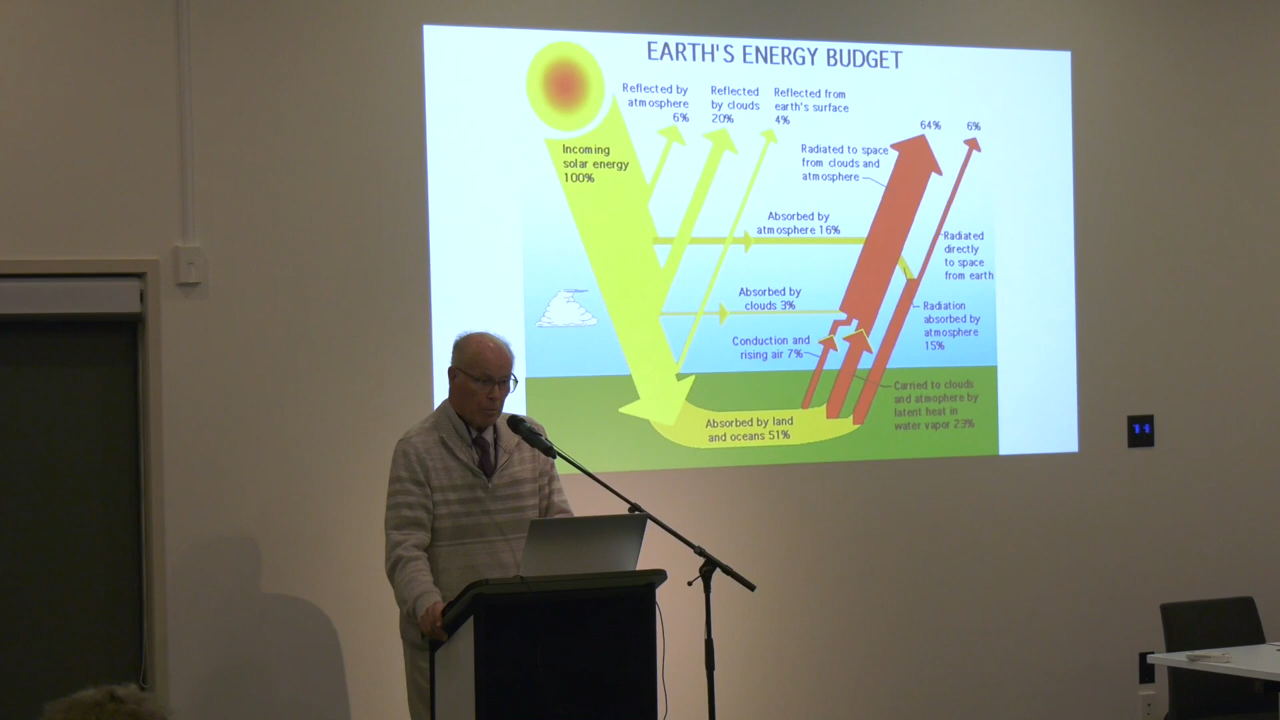 EARTH'S ENERGY BUDGET
Reflected by
atmosphere
6%
Reflected
by clouds
20%
Reflected from
earth's surface
4%
64%
6%
Incoming
solar energy
100%
Radiated to space
from clouds and
atmosphere
Absorbed by
atmosphere 16%
Radiated
directly
to space
from earth
Absorbed by
clouds 3%
Radiation
absorbed by
atmosphere
15%
Conduction and
rising air 7%
Carried to clouds
and atmophere by
latent heat in
water vapor 23%
Absorbed by land
and oceans 51%